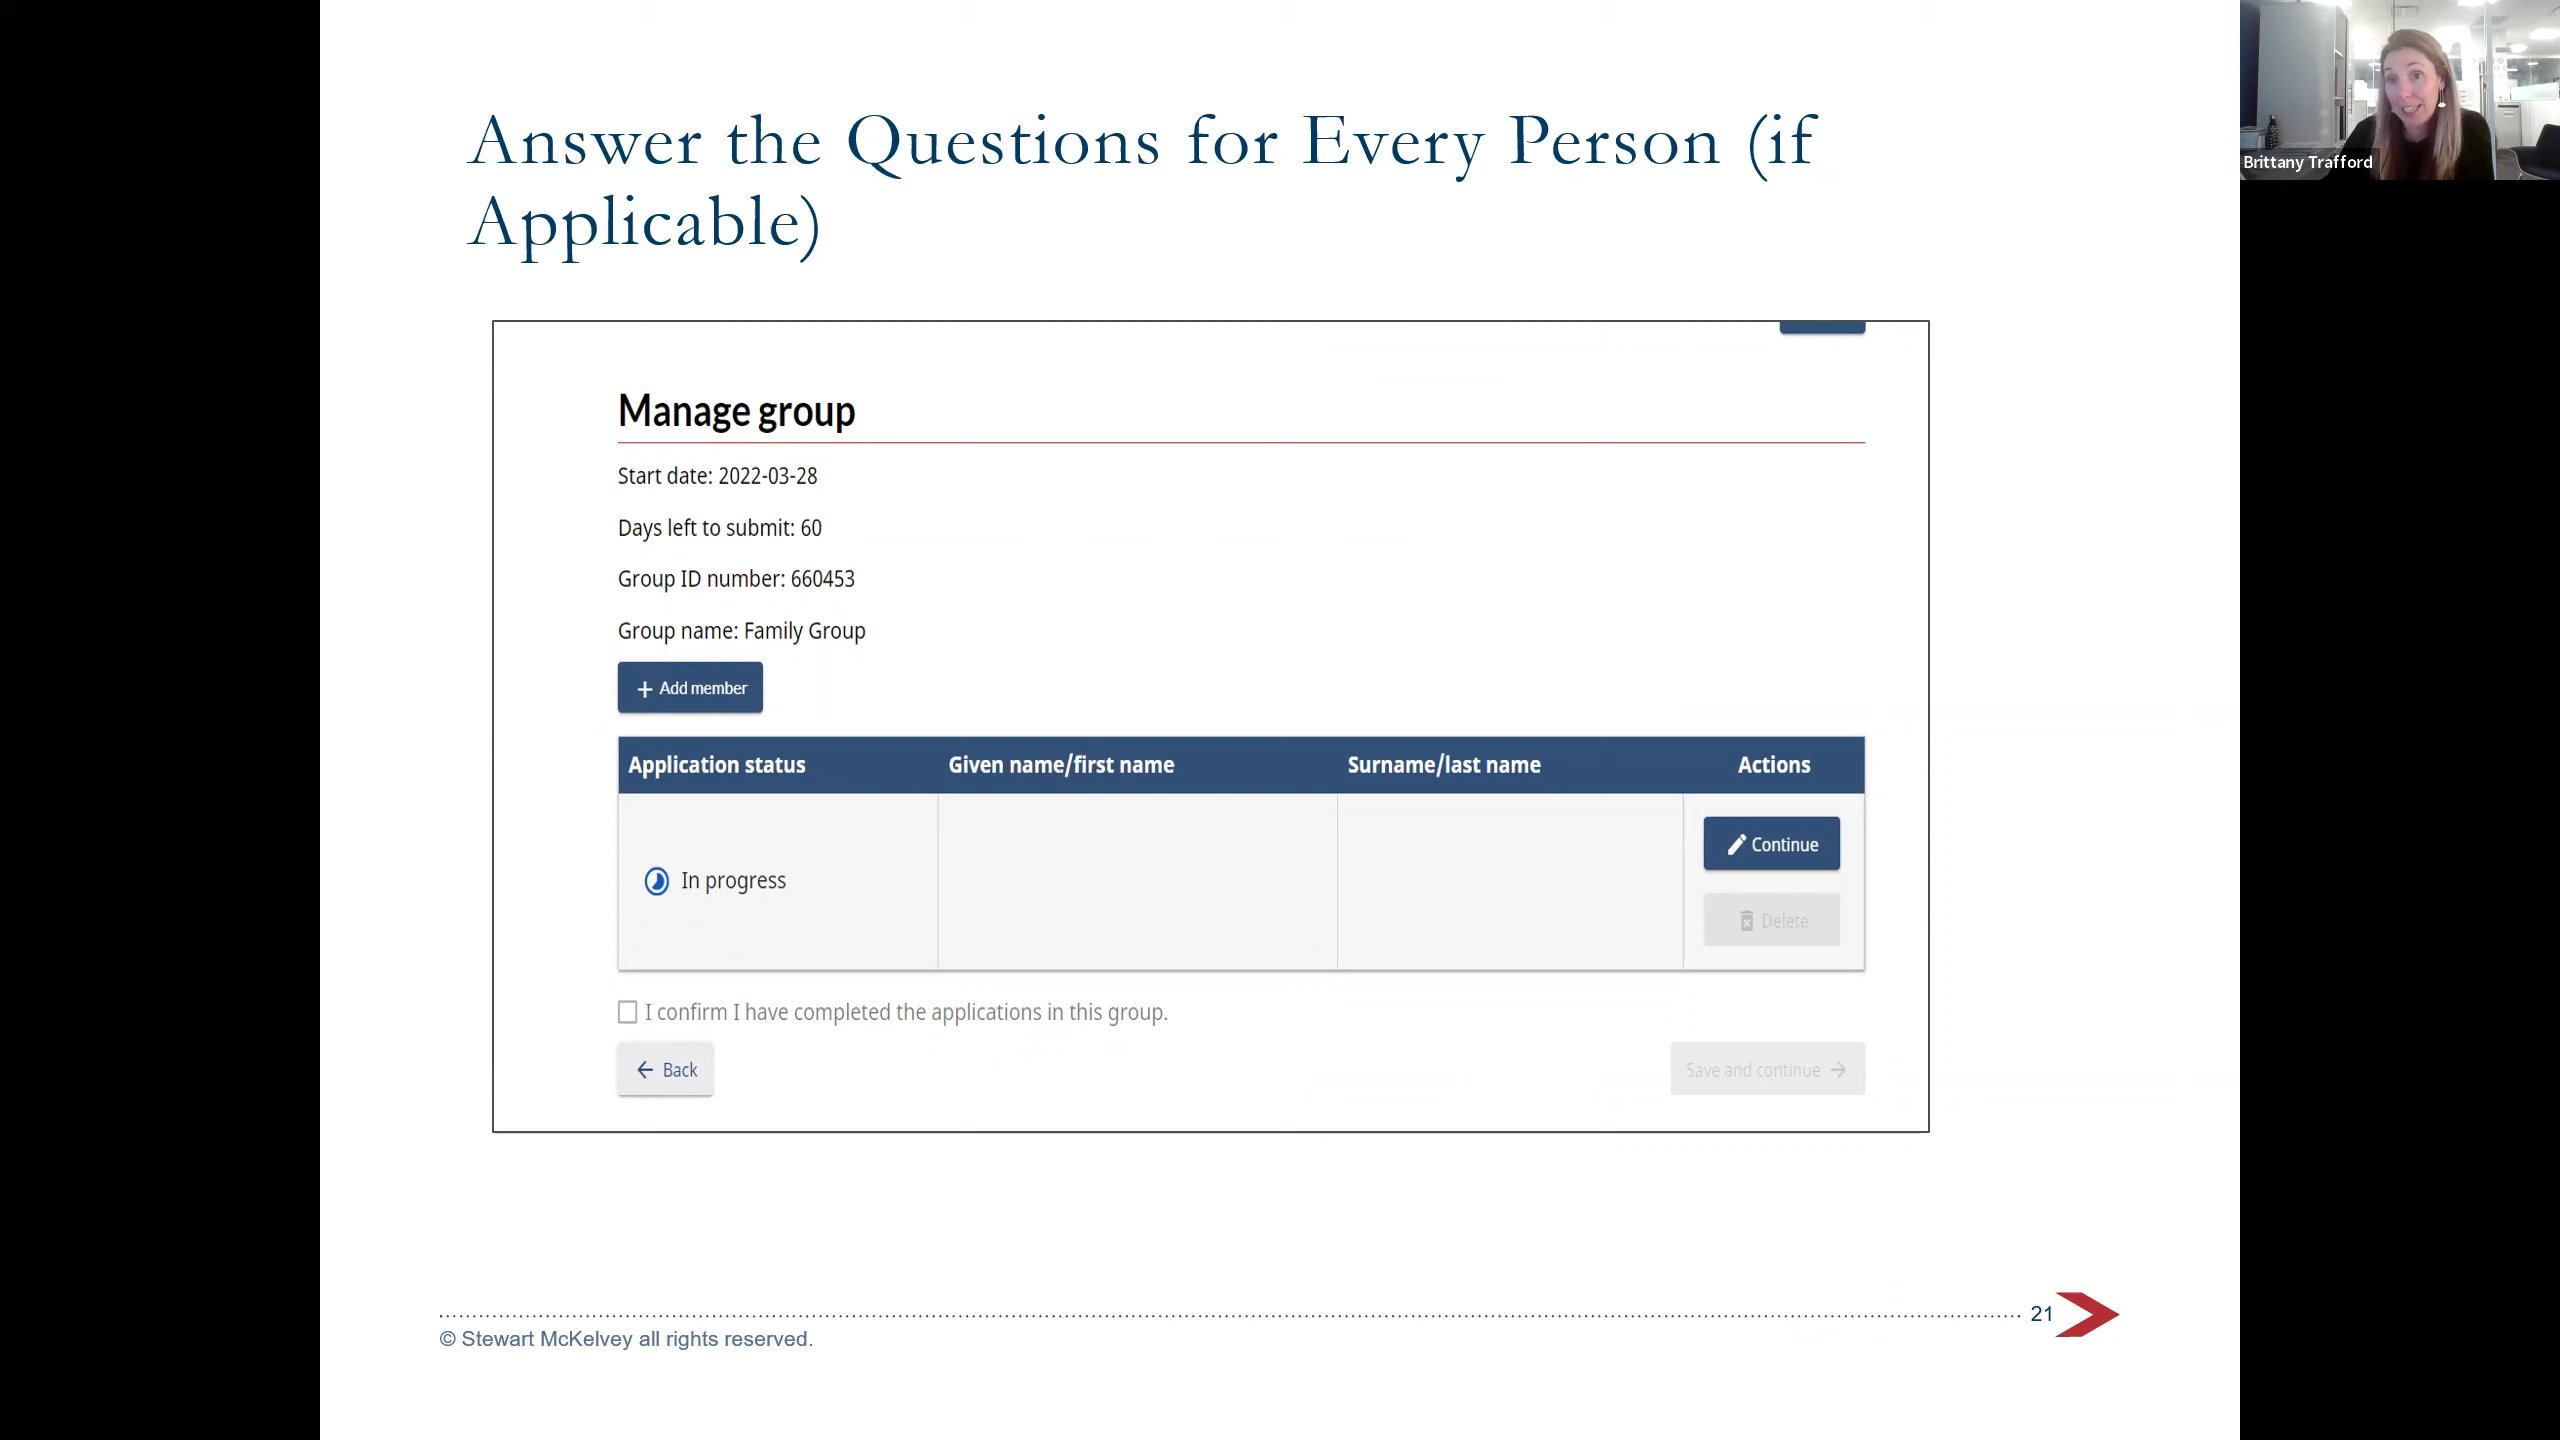 Answer the Questions for Every Person (if
Applicable)
Brittany Trafford
Manage group
Start date: 2022-03-28
Days left to submit: 60
Group ID number: 660453
Group name: Family Group
+ Add member
Application status Given name/first name Surname/last name Actions
Continue
In progress
Delete
I confirm I have completed the applications in this group.
← Back Save and continue →
21
© Stewart McKelvey all rights reserved.